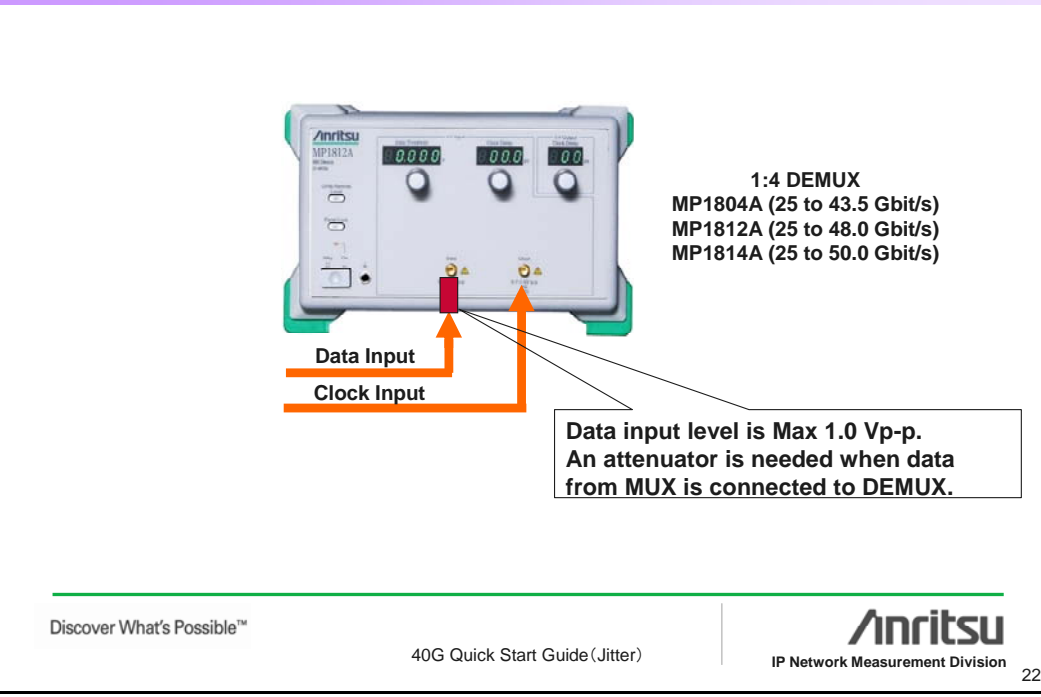 Anritsu
MP1812A
0.000
00.0
00
Data Input
Clock Input
1:4 DEMUX
MP1804A (25 to 43.5 Gbit/s)
MP1812A (25 to 48.0 Gbit/s)
MP1814A (25 to 50.0 Gbit/s)
Data input level is Max 1.0 Vp-p.
An attenuator is needed when data
from MUX is connected to DEMUX.
Discover What's Possible™
40G Quick Start Guide（Jitter）
Anritsu
IP Network Measurement Division
22